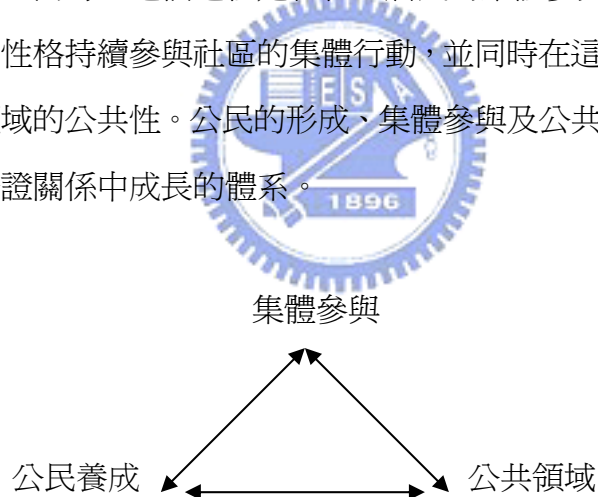 性格持續參與社區的集體行動，並同時在這
域的公共性。公民的形成、集體參與及公共
證關係中成長的體系。
ES A
1896
集體參與
公民養成 公共領域